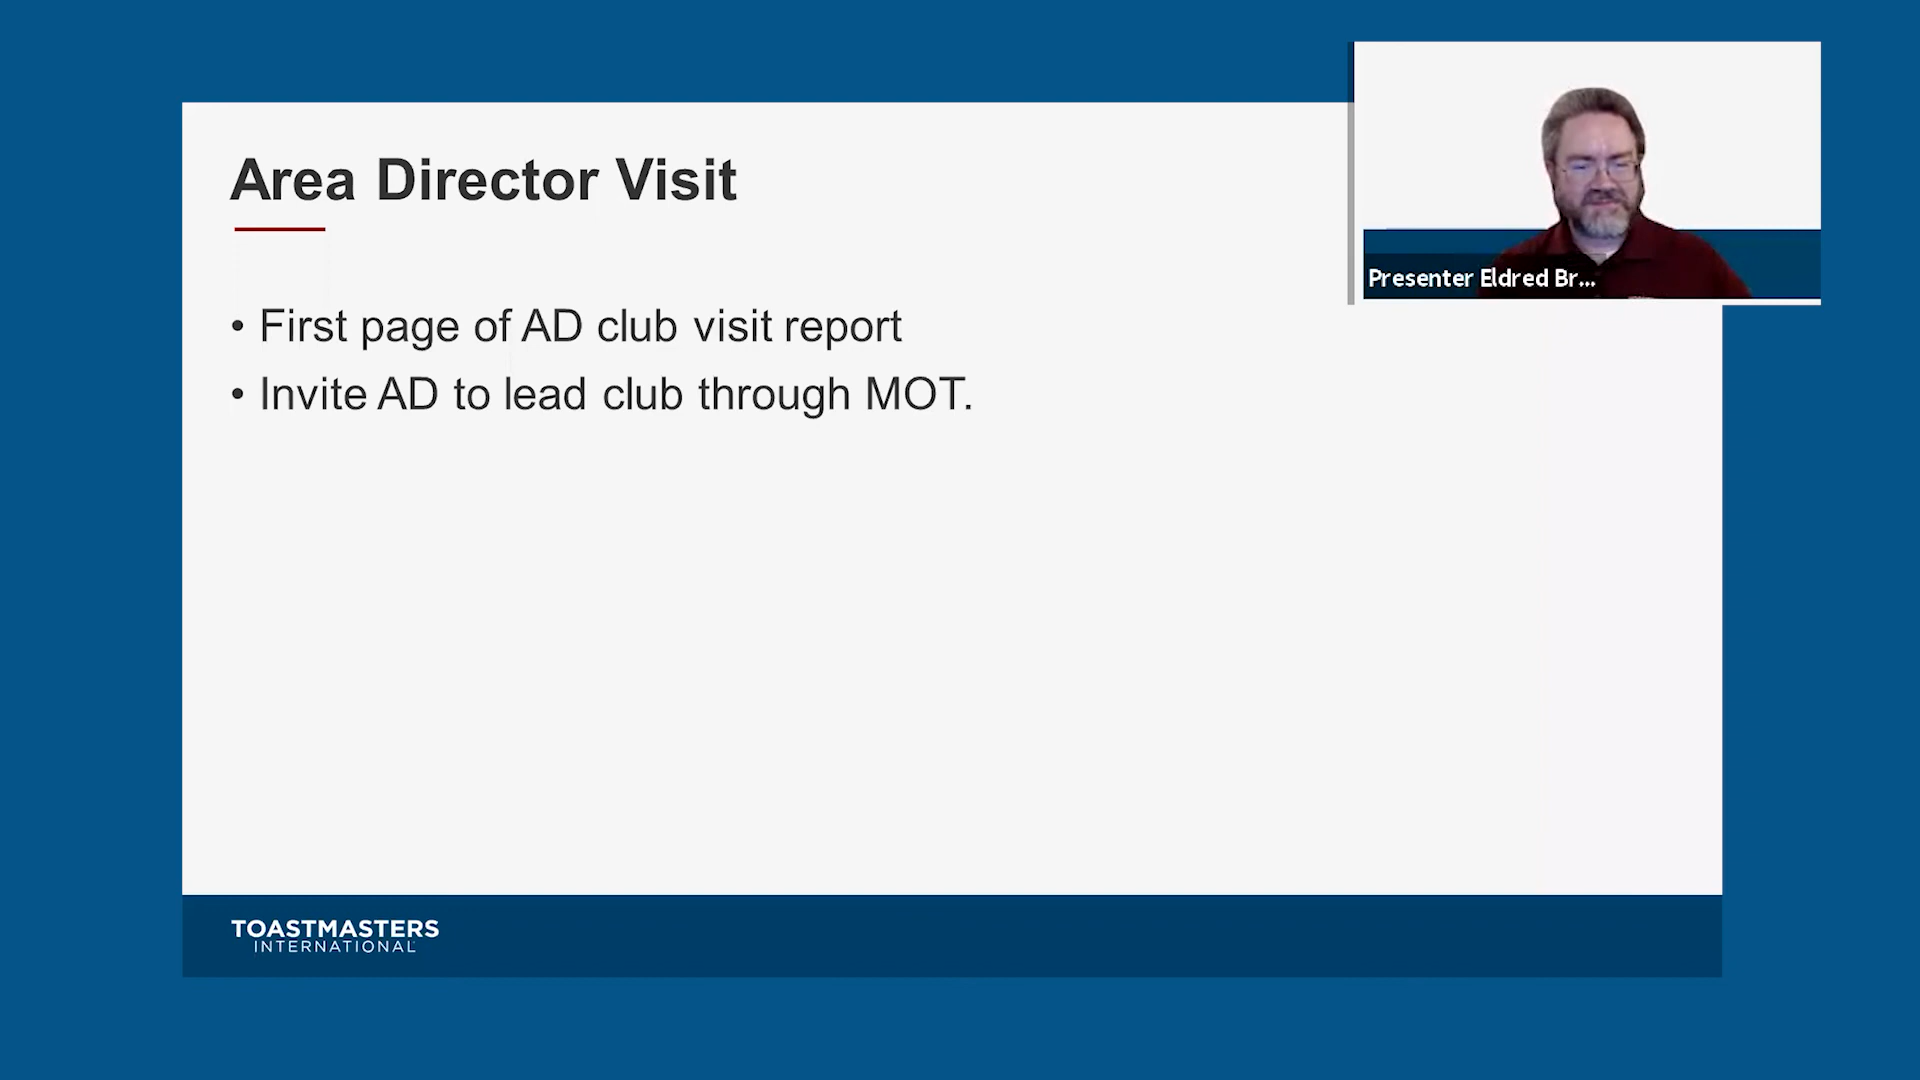 Area Director Visit
• First page of AD club visit report
• Invite AD to lead club through MOT.
Presenter Eldred Br...
TOASTMASTERS
INTERNATIONAL